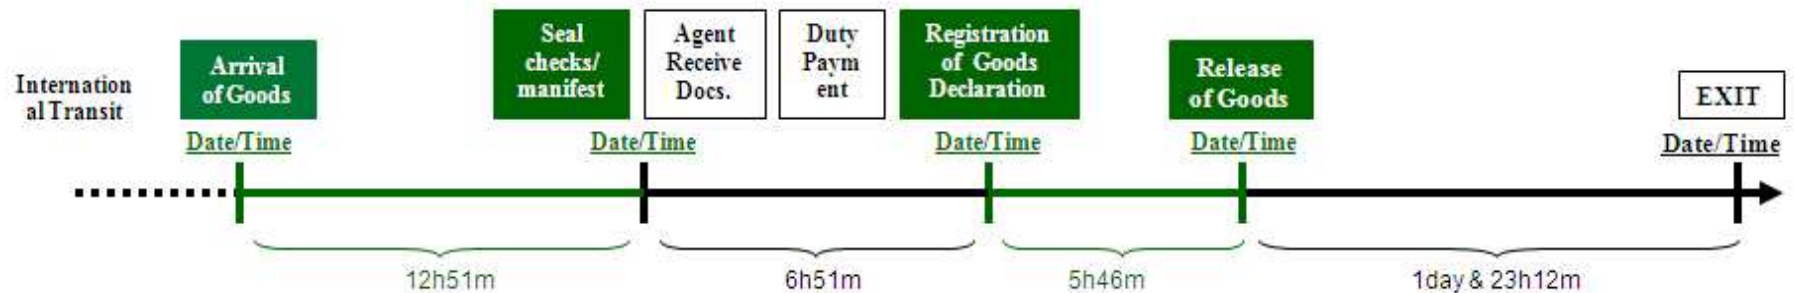 Internation
al Transit
Arrival
of Goods
Date/Time
Seal
checks/
manifest
Date/Time
Agent
Receive
Docs.
Duty
Paym
ent
Registration
of Goods
Declaration
Date/Time
Release
of Goods
Date/Time
EXIT
Date/Time
12h51m
6h51m
5h46m
1day & 23h12m